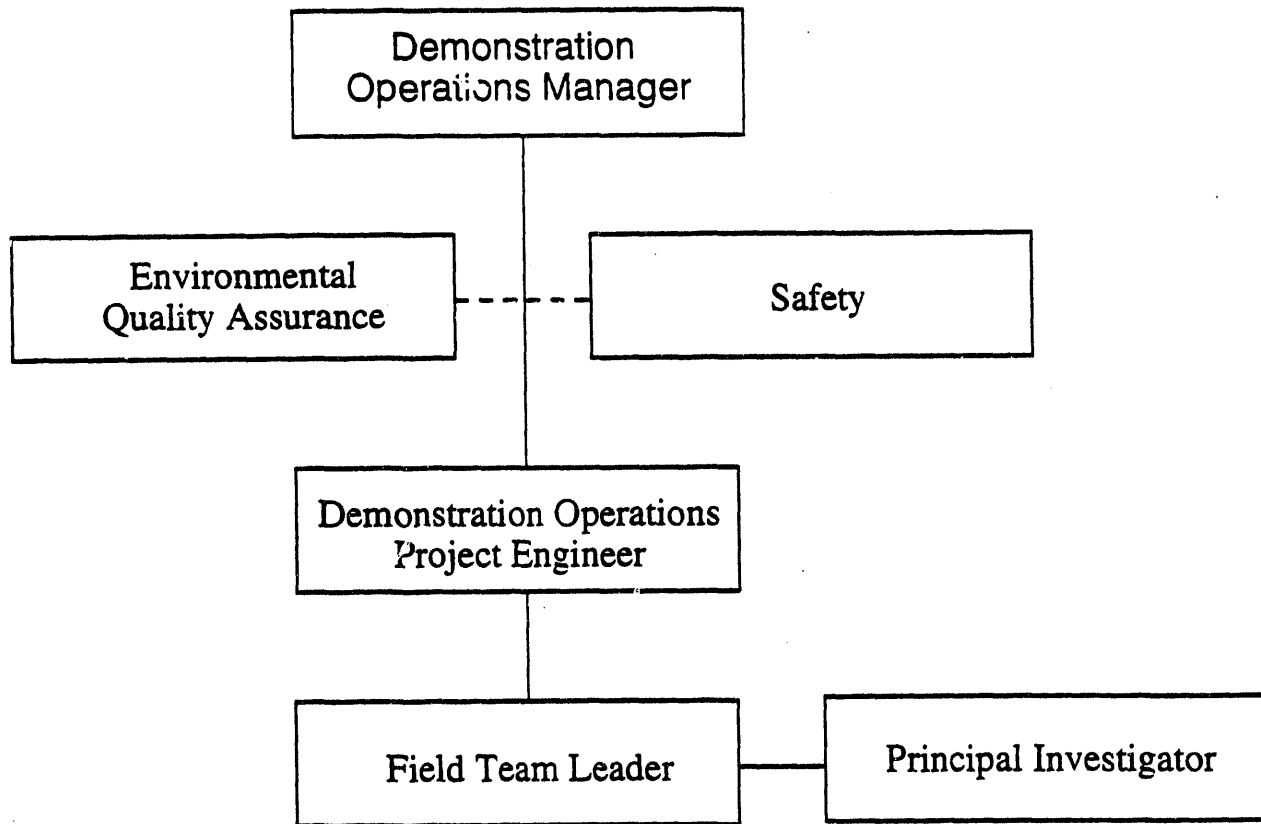 Demonstration
Operations Manager
Environmental
Quality Assurance
Safety
Demonstration Operations
Project Engineer
Field Team Leader
Principal Investigator